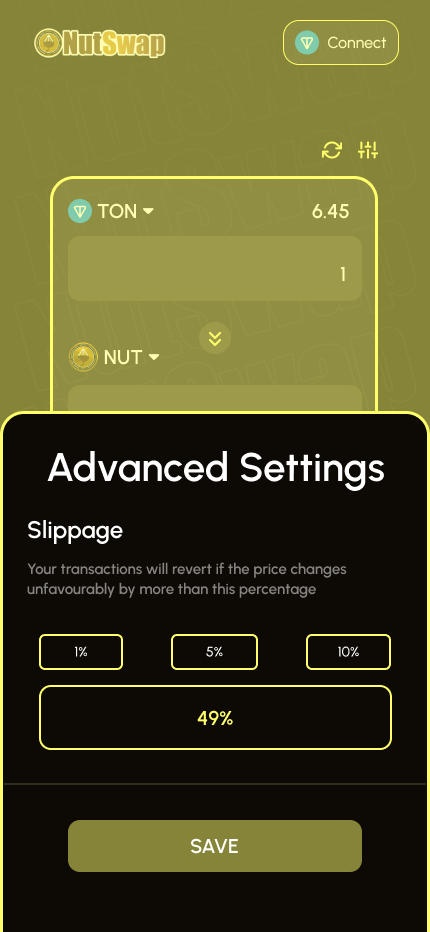 NutSwap
Connect
TON
6.45
1
NUT
Advanced Settings
Slippage
Your transactions will revert if the price changes
unfavourably by more than this percentage
1%
5%
10%
49%
SAVE